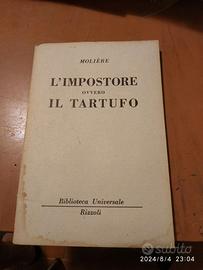 MOLIÈRE
L'IMPOSTORE
OVVERO
IL TARTUFO
Biblioteca Universale
Rizzoli
2024/8/4 23:04
subito